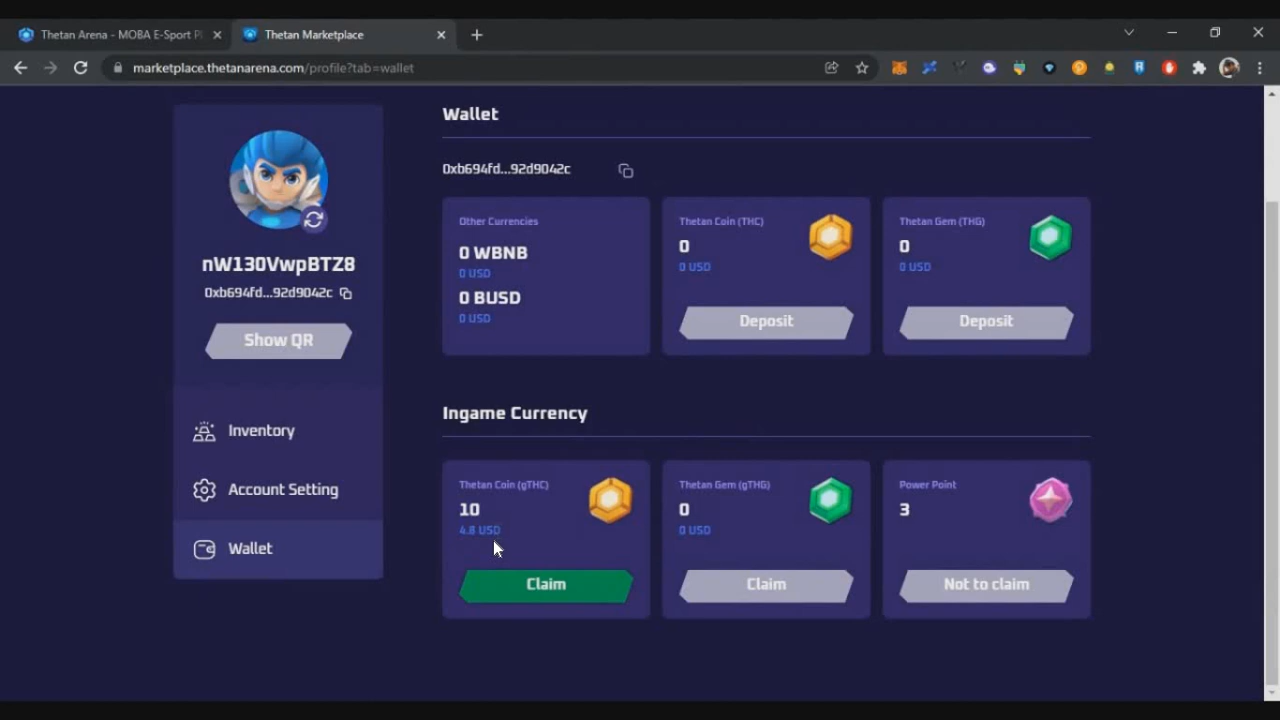 Thetan Arena - MOBA E-Sport Pl
Thetan Marketplace
marketplace.thetanarena.com/profile?tab=wallet
nW130VwpBTZ8
0xb694fd...92d9042c
Show QR
Inventory
Account Setting
Wallet
Wallet
0xb694fd...92d9042c
Other Currencies
0 WBNB
0 USD
0 BUSD
0 USD
Thetan Coin (THC)
0
0 USD
Deposit
Thetan Gem (THG)
0
0 USD
Deposit
Ingame Currency
Thetan Coin (gTHC)
10
4.8 USD
Claim
Thetan Gem (gTHG)
0
0 USD
Claim
Power Point
3
Not to claim